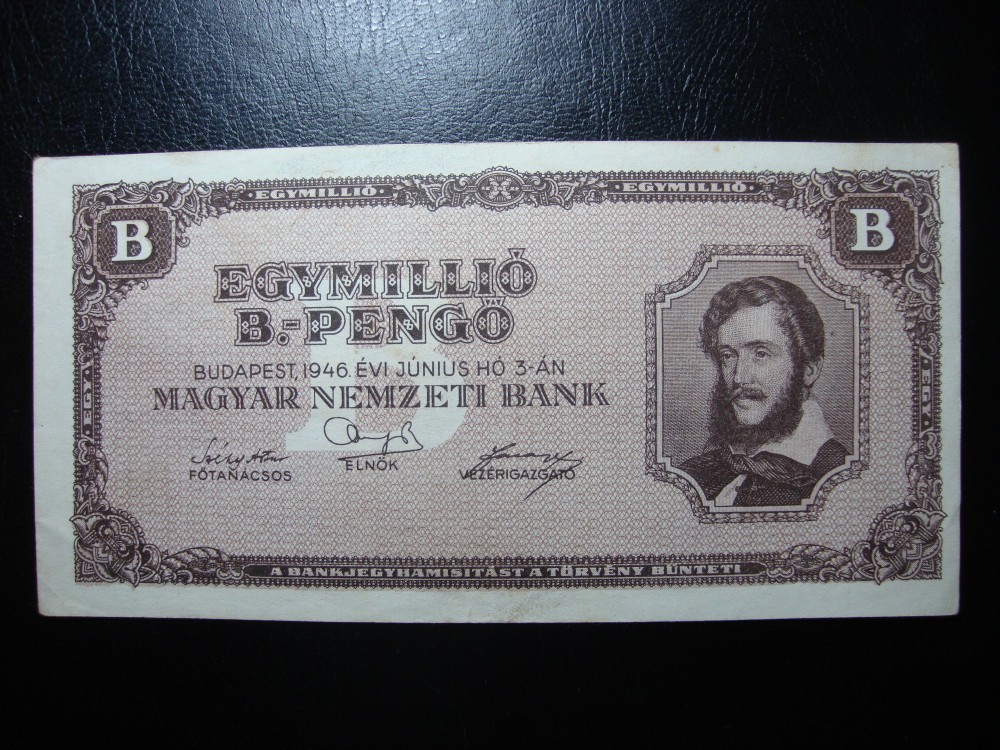 EGYMILLIÓ EGYMILLIÓ
B B
EGYMILLIÓ
B.-PENGŐ
BUDAPEST, 1946. ÉVI JÚNIUS HÓ 3-ÁN
MAGYAR NEMZETI BANK
FŐTANÁCSOS ELNÖK VEZÉRIGAZGATÓ
A BANKJEGYHAMISITÁST A TÖRVÉNY BÜNTETI